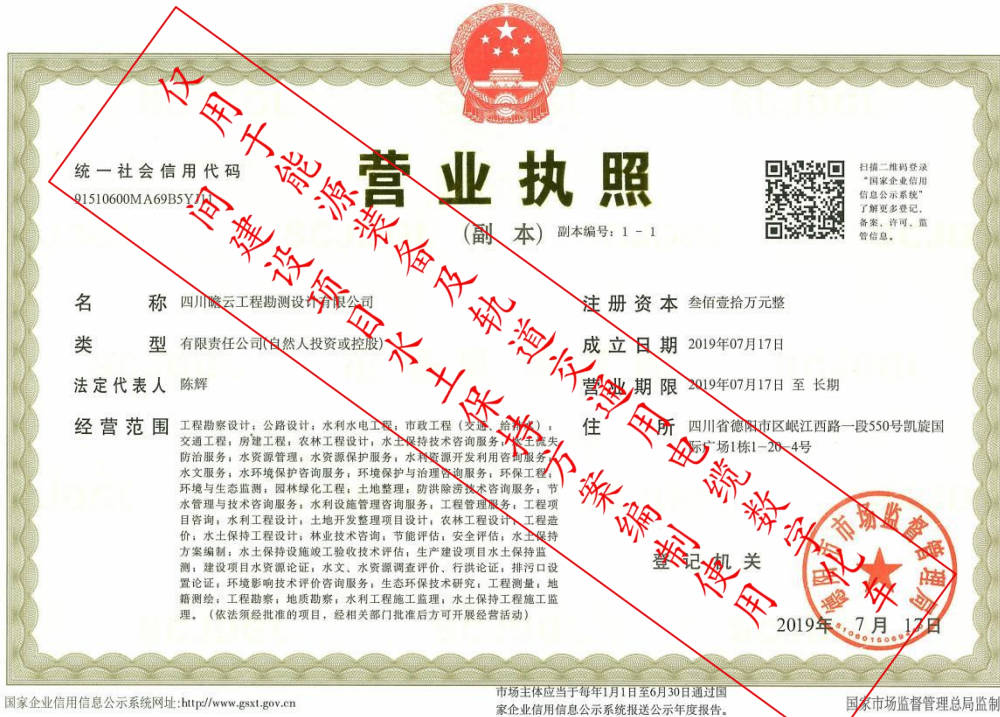 统一社会信用代码
91510600MA69B5YJ
营业执照
(副 本) 副本编号：1 - 1
扫描二维码登录
“国家企业信用
信息公示系统”
了解更多登记、
备案、许可、监
管信息。
名 称 四川瞻云工程勘测设计有限公司
类 型 有限责任公司(自然人投资或控股)
法定代表人 陈辉
经营范围 工程勘察设计；公路设计；水利水电工程；市政工程（交通、给排水）；
交通工程；房建工程；农林工程设计；水土保持技术咨询服务；水土流失
防治服务；水资源管理；水资源保护服务；水利资源开发利用咨询服务；
水文服务；水环境保护咨询服务；环境保护与治理咨询服务；环保工程；
环境与生态监测；园林绿化工程；土地整理；防洪除涝技术咨询服务；节
水管理与技术咨询服务；水利设施管理咨询服务；工程管理服务；工程项
目咨询；水利工程设计；土地开发整理项目设计；农林工程设计；工程造
价；水土保持工程设计；林业技术咨询；节能评估；安全评估；水土保持
方案编制；水土保持设施竣工验收技术评估；生产建设项目水土保持监
测；建设项目水资源论证；水文、水资源调查评价、行洪论证；排污口设
置论证；环境影响技术评价咨询服务；生态环保技术研究；工程测量；地
籍测绘；工程勘察；地质勘察；水利工程施工监理；水土保持工程施工监
理。（依法须经批准的项目，经相关部门批准后方可开展经营活动）
注册资本 叁佰壹拾万元整
成立日期 2019年07月17日
营业期限 2019年07月17日 至 长期
住 所 四川省德阳市区岷江西路一段550号凯旋国
际广场1栋1-20-4号
登记机关
德阳市市场监督管理局
2019年 7月 17日
仅用于能源装备及轨道交通用电缆数字化车
间建设项目水土保持方案编制使用
国家企业信用信息公示系统网址:http://www.gsxt.gov.cn
市场主体应当于每年1月1日至6月30日通过国
家企业信用信息公示系统报送公示年度报告。
国家市场监督管理总局监制